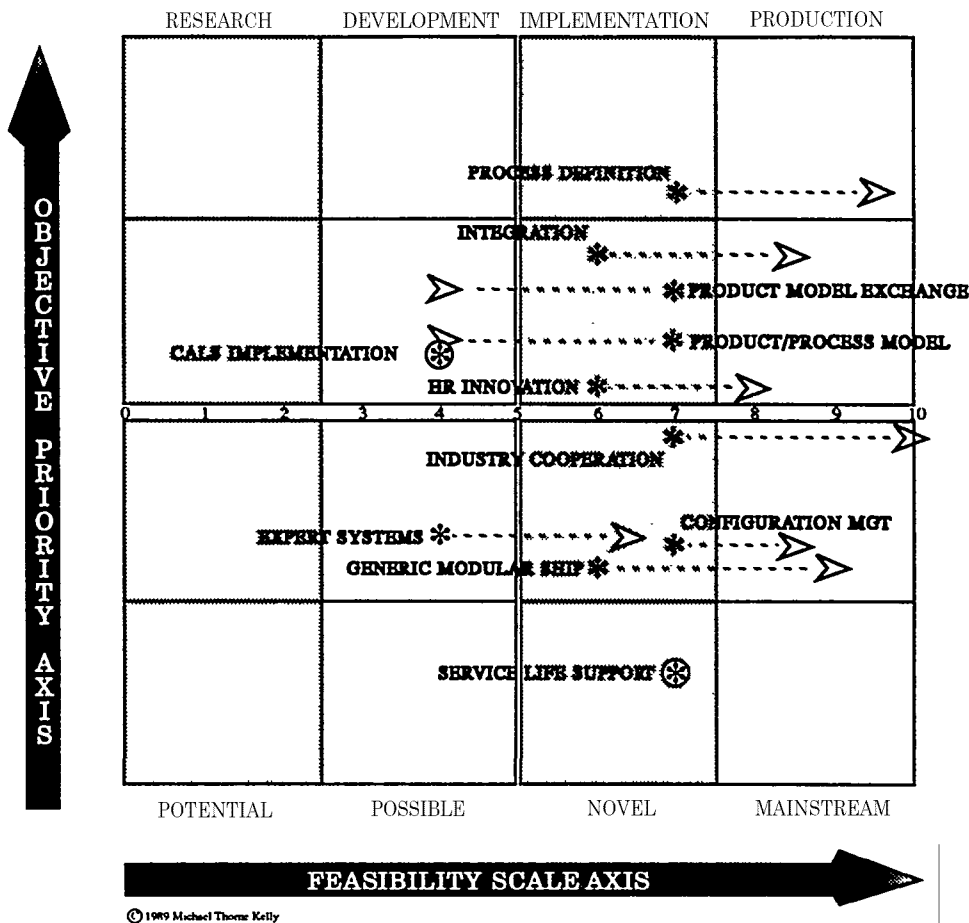 RESEARCH DEVELOPMENT IMPLEMENTATION PRODUCTION
PROCESS DEFINITION
INTEGRATION
PRODUCT MODEL EXCHANGE
PRODUCT/PROCESS MODEL
CALS IMPLEMENTATION
HR INNOVATION
0 1 2 3 4 5 6 7 8 9 10
INDUSTRY COOPERATION
CONFIGURATION MGT
EXPERT SYSTEMS
GENERIC MODULAR SHIP
SERVICE LIFE SUPPORT
OBJECTIVE PRIORITY AXIS
POTENTIAL POSSIBLE NOVEL MAINSTREAM
FEASIBILITY SCALE AXIS
© 1989 Michael Thorne Kelly